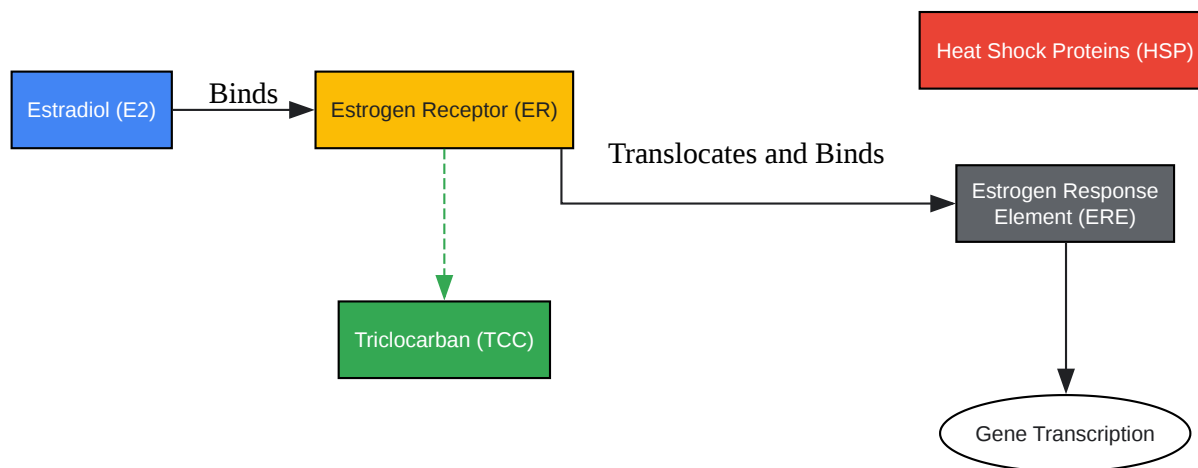 Heat Shock Proteins (HSP)
Estradiol (E2)
Binds
Estrogen Receptor (ER)
Translocates and Binds
Estrogen Response
Element (ERE)
Triclocarban (TCC)
Gene Transcription